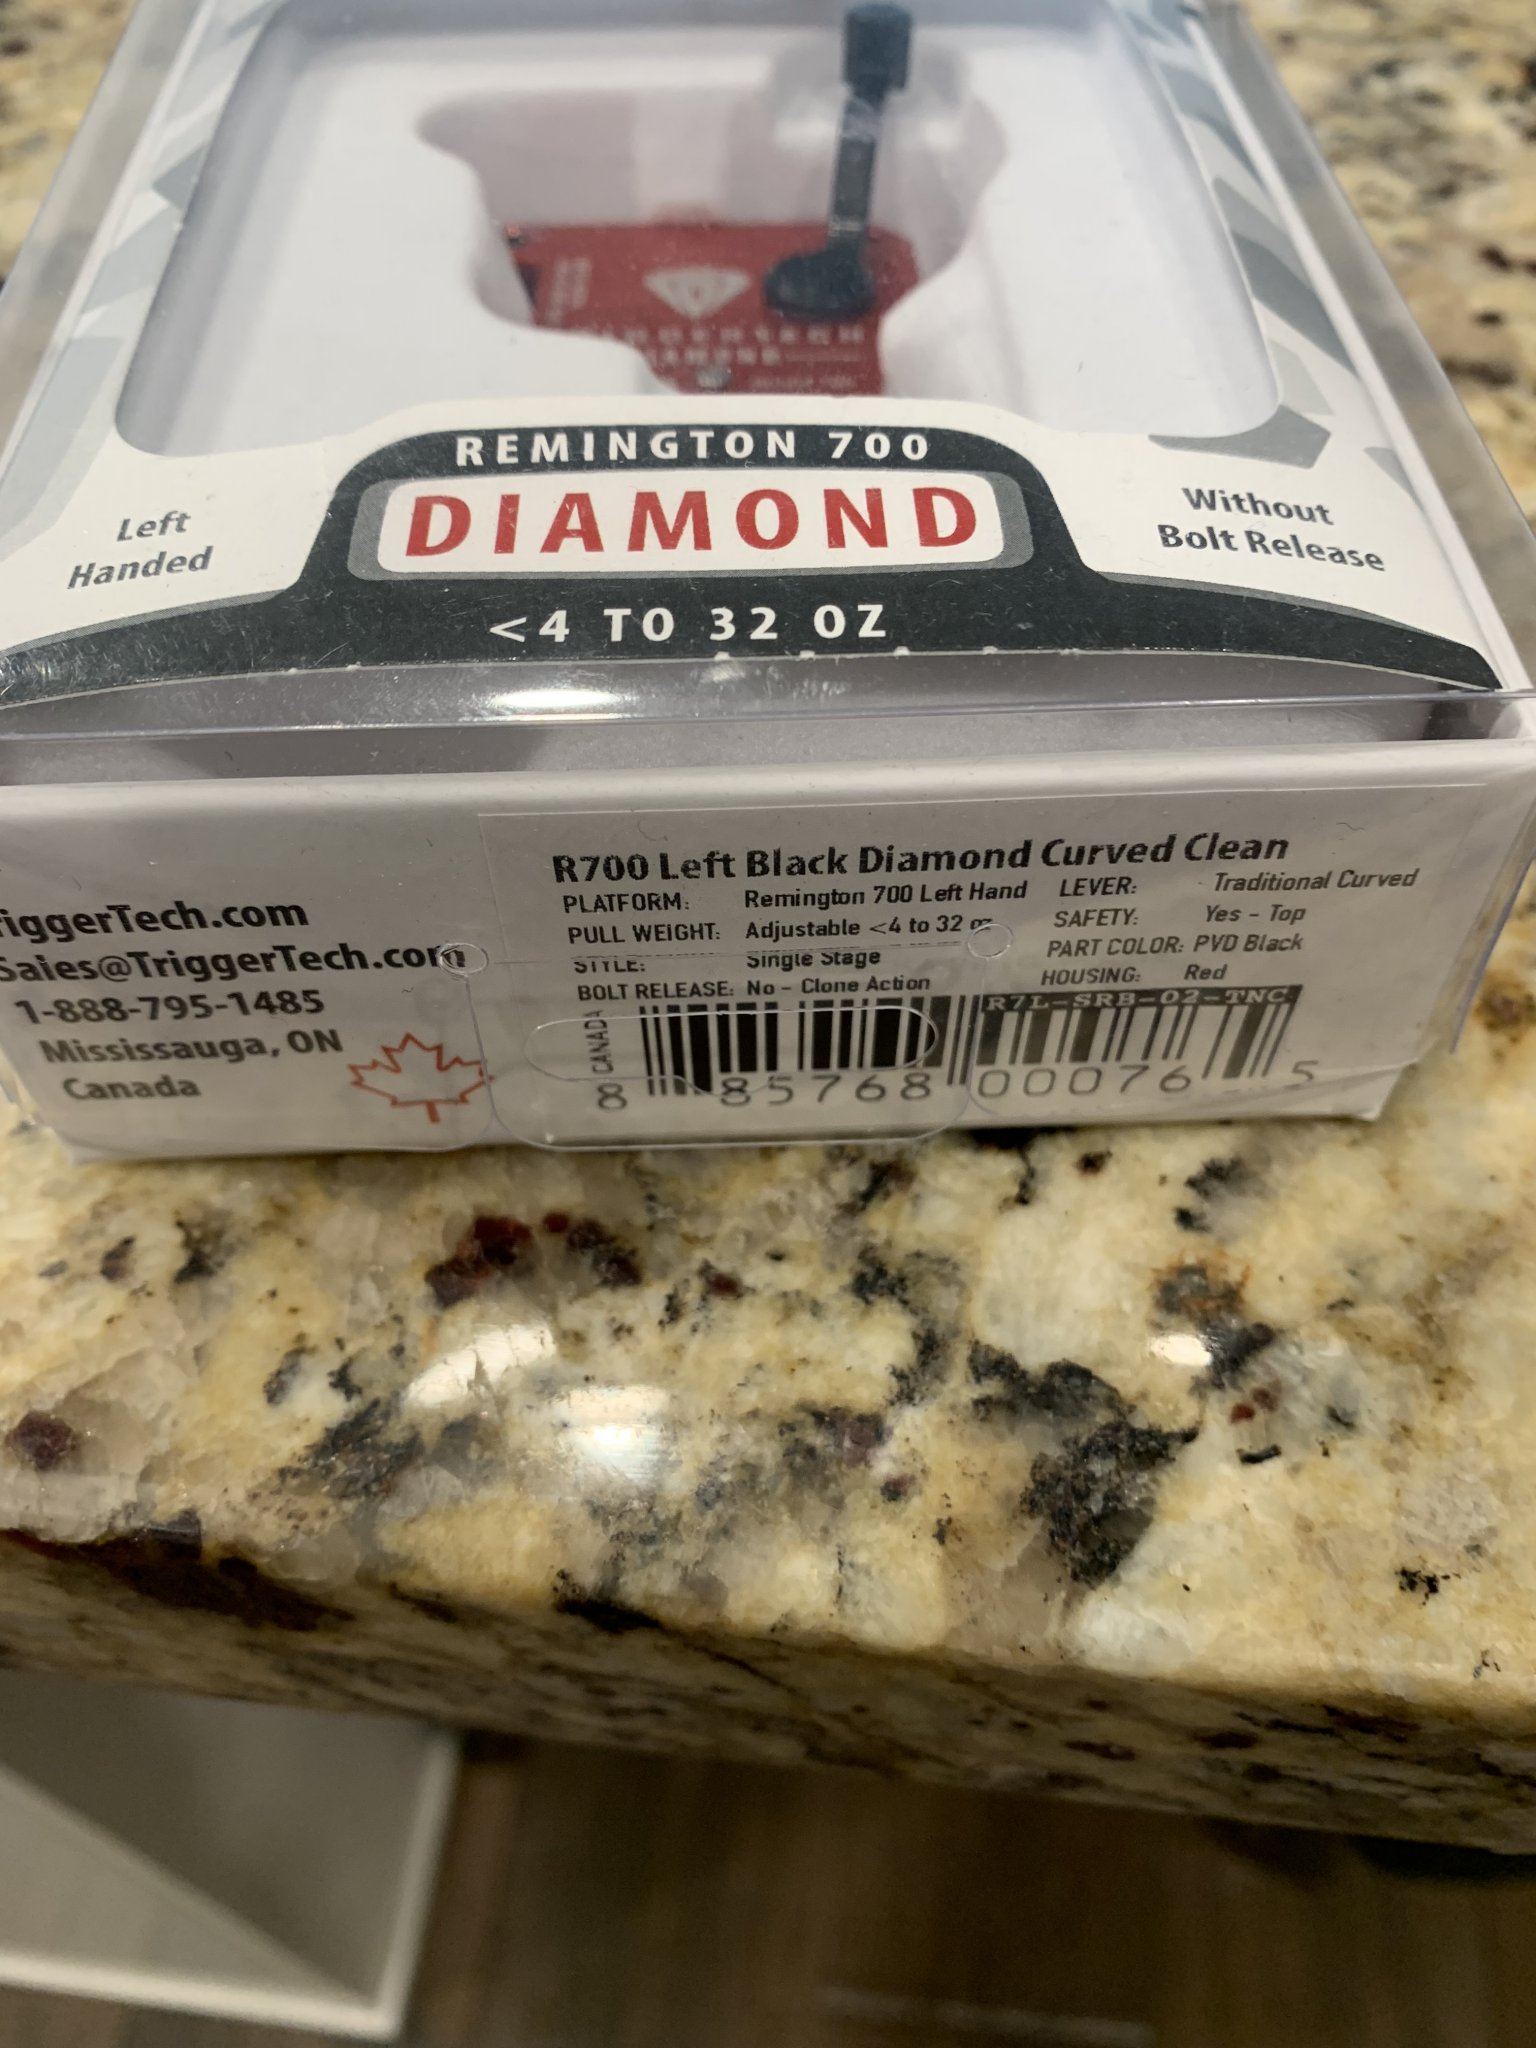 REMINGTON 700
DIAMOND
Left
Handed
Without
Bolt Release
<4 TO 32 OZ
R700 Left Black Diamond Curved Clean
PLATFORM: Remington 700 Left Hand
PULL WEIGHT: Adjustable <4 to 32 oz
STYLE: Single Stage
BOLT RELEASE: No - Clone Action
LEVER: Traditional Curved
SAFETY: Yes - Top
PART COLOR: PVD Black
HOUSING: Red
R7L-SRB-02-TNC
CANADA
8 85768 00076 5
riggerTech.com
Sales@TriggerTech.com
1-888-795-1485
Mississauga, ON
Canada